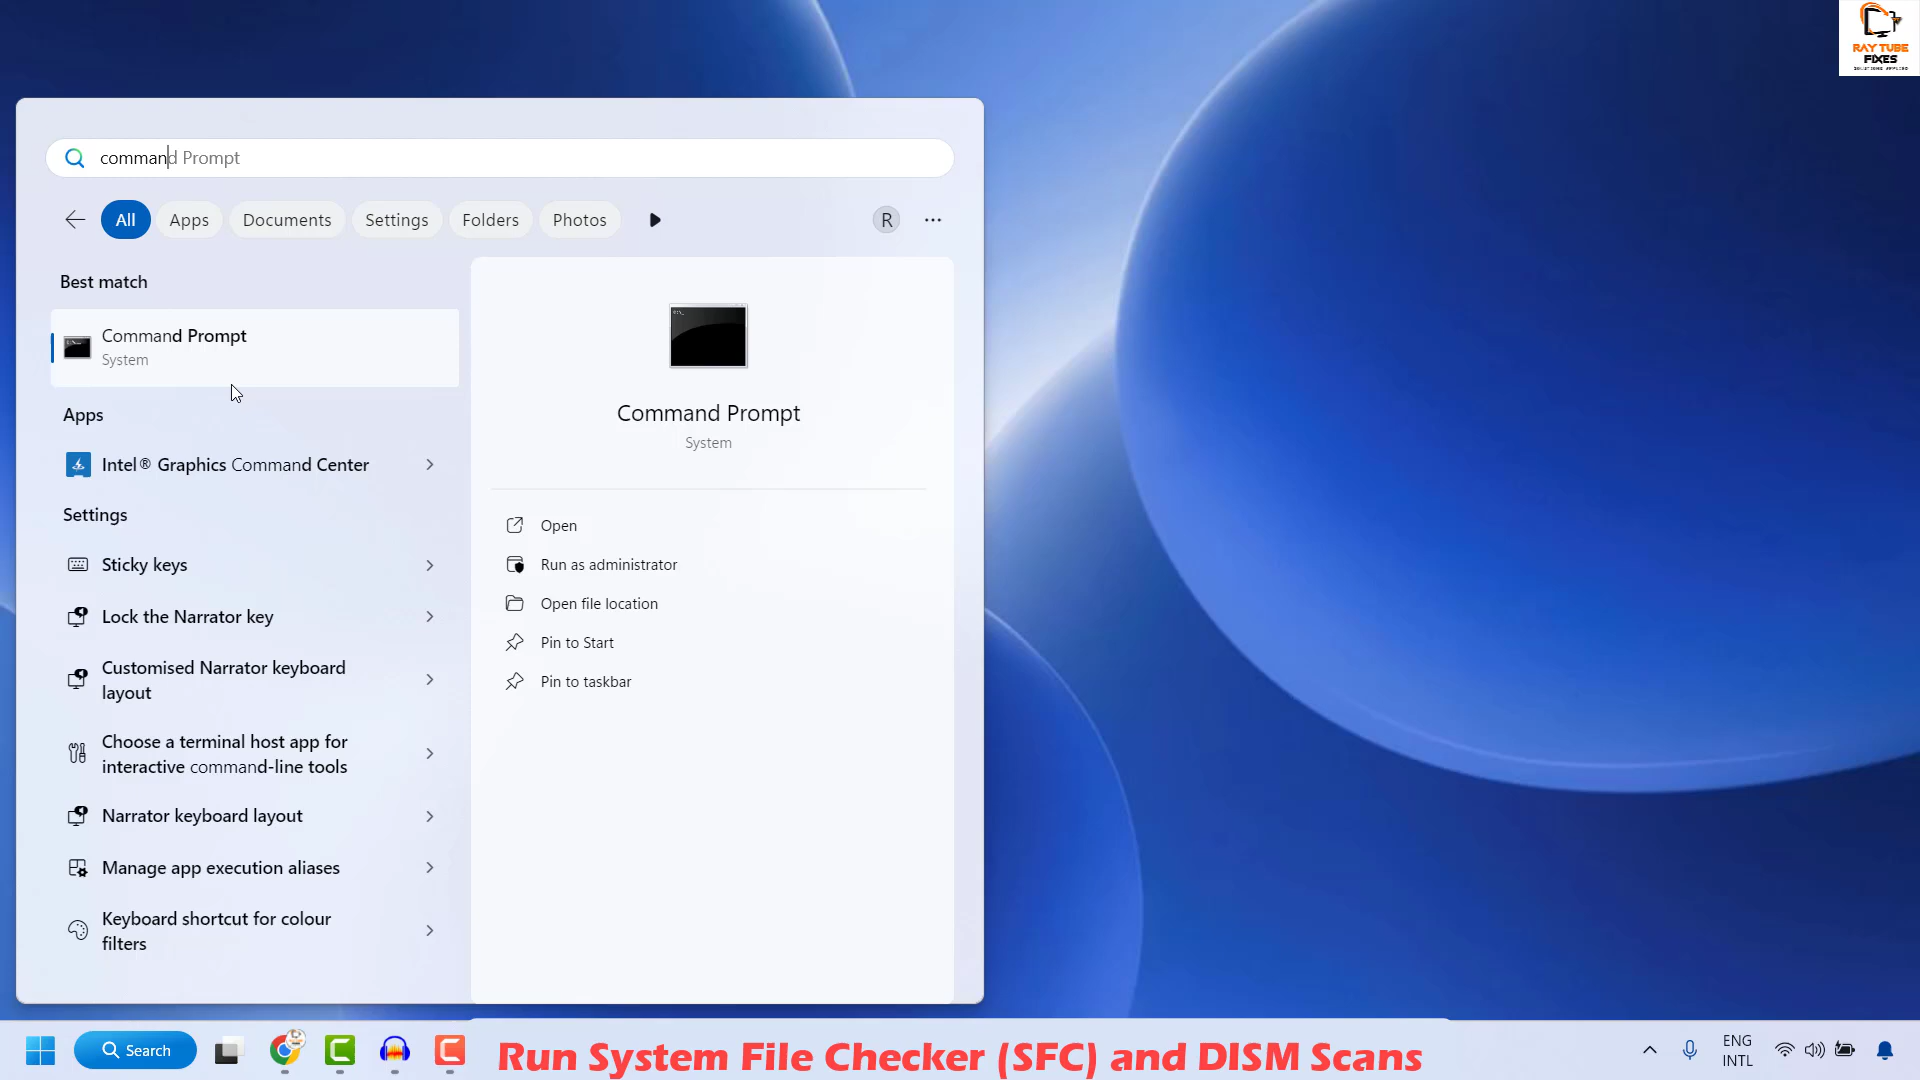 RAY TUBE
FIXES
SOLUTIONS APPLIED
command Prompt
All
Apps
Documents
Settings
Folders
Photos
R
Best match
Command Prompt
System
Apps
Intel® Graphics Command Center
Settings
Sticky keys
Lock the Narrator key
Customised Narrator keyboard
layout
Choose a terminal host app for
interactive command-line tools
Narrator keyboard layout
Manage app execution aliases
Keyboard shortcut for colour
filters
Command Prompt
System
Open
Run as administrator
Open file location
Pin to Start
Pin to taskbar
Search
Run System File Checker (SFC) and DISM Scans
ENG
INTL